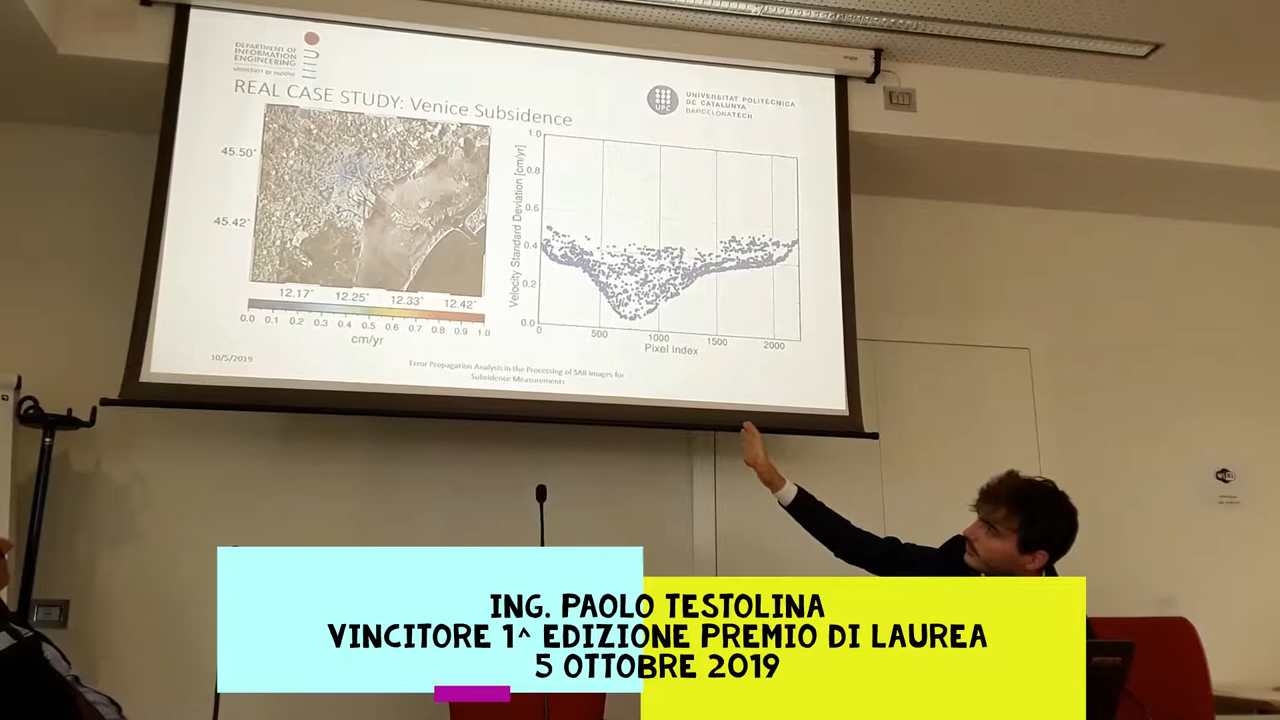 DEPARTMENT OF
INFORMATION
ENGINEERING
UNIVERSITY OF PADOVA
UPC
UNIVERSITAT POLITÈCNICA
DE CATALUNYA
BARCELONATECH
REAL CASE STUDY: Venice Subsidence
45.50°
45.42°
12.17° 12.25° 12.33° 12.42°
0.0 0.1 0.2 0.3 0.4 0.5 0.6 0.7 0.8 0.9 1.0
cm/yr
Velocity Standard Deviation [cm/yr]
1.0
0.8
0.6
0.4
0.2
0.0
0 500 1000 1500 2000
Pixel Index
10/5/2019
Error Propagation Analysis in the Processing of SAR Images for
Subsidence Measurements
ING. PAOLO TESTOLINA
VINCITORE 1^ EDIZIONE PREMIO DI LAUREA
5 OTTOBRE 2019